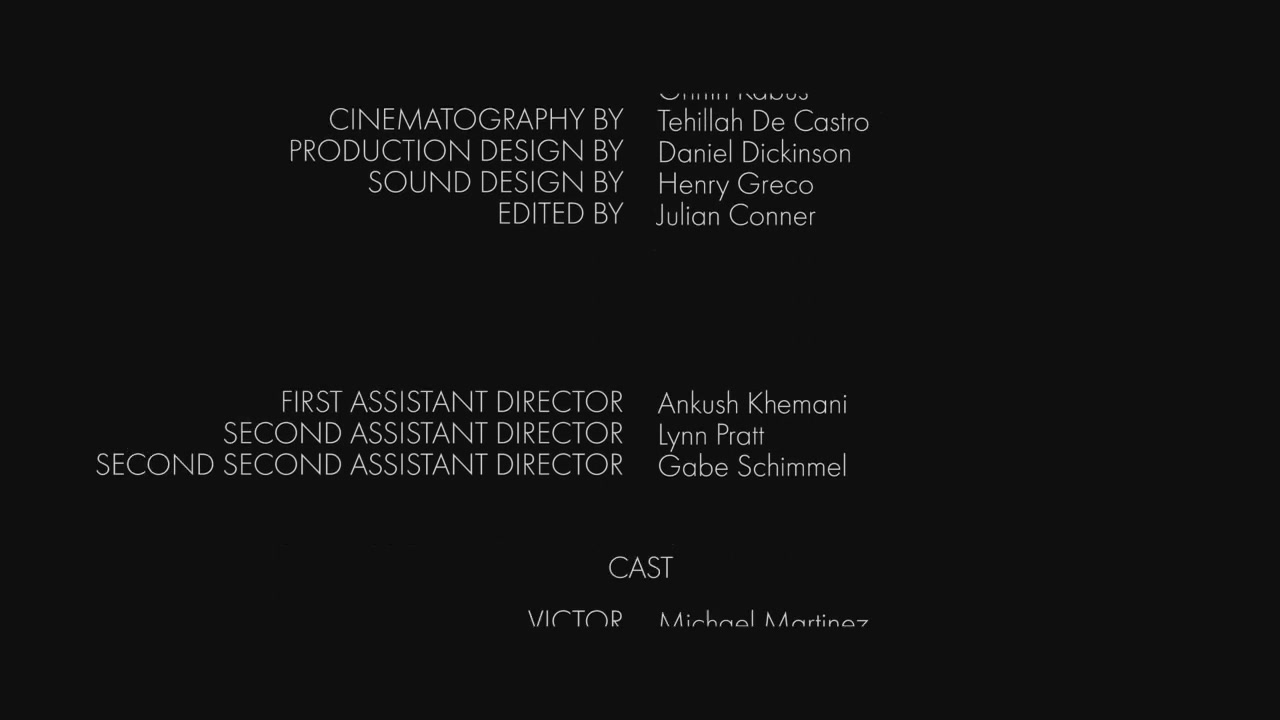 CINEMATOGRAPHY BY Tehillah De Castro
PRODUCTION DESIGN BY Daniel Dickinson
SOUND DESIGN BY Henry Greco
EDITED BY Julian Conner
FIRST ASSISTANT DIRECTOR Ankush Khemani
SECOND ASSISTANT DIRECTOR Lynn Pratt
SECOND SECOND ASSISTANT DIRECTOR Gabe Schimmel
CAST
VICTOR Michael Martinez